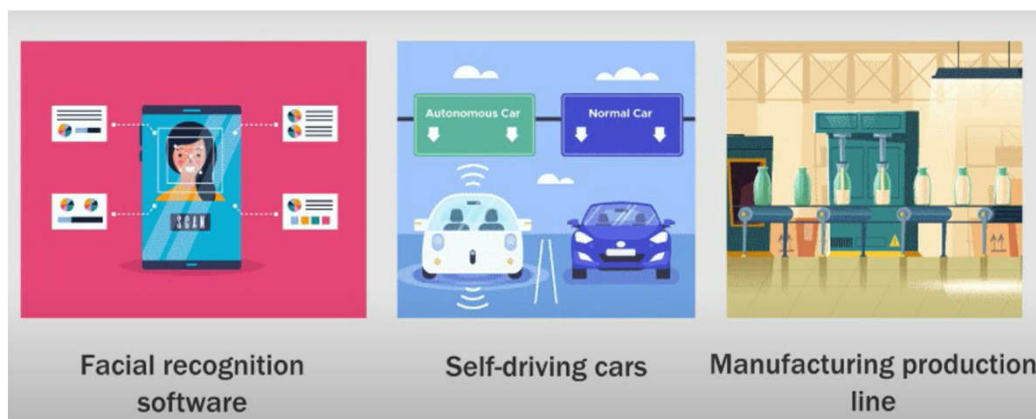 Autonomous Car
Normal Car
SCAN
Facial recognition
software
Self-driving cars
Manufacturing production
line